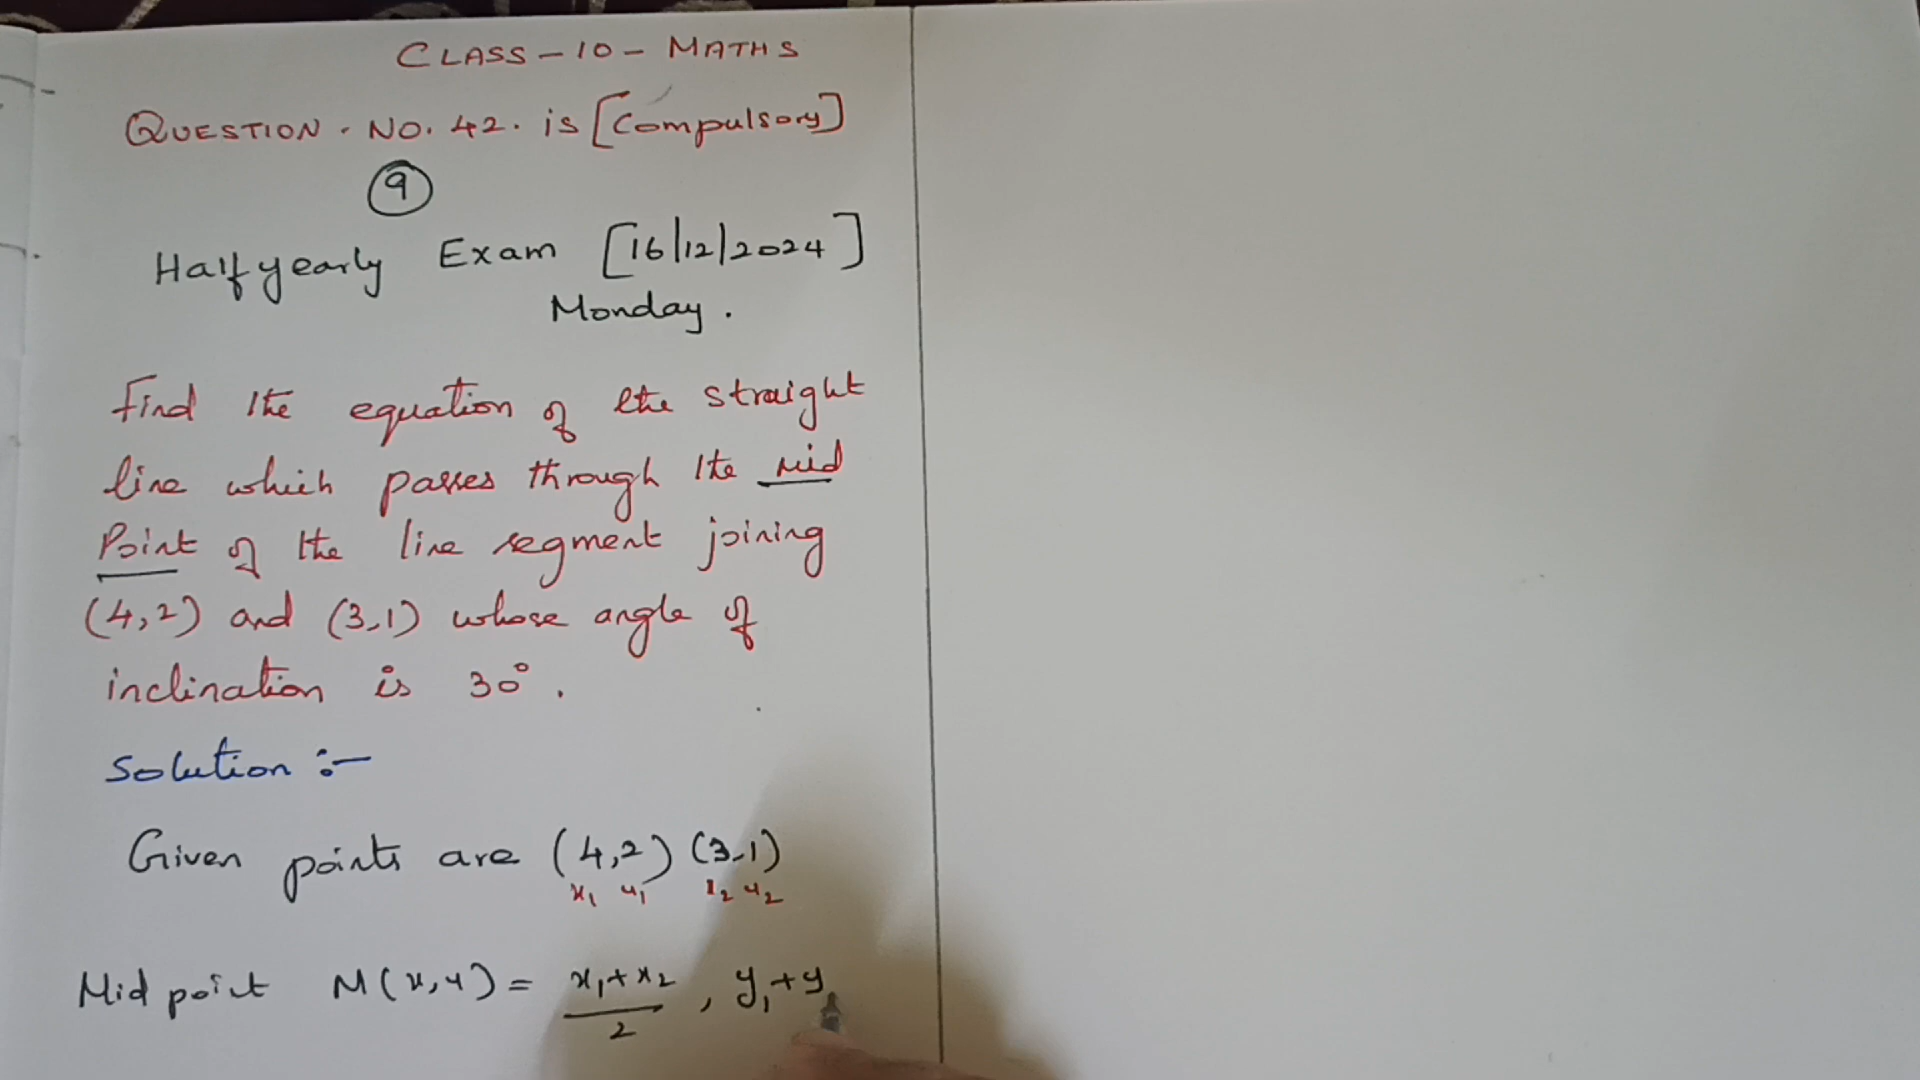 CLASS - 10 - MATHS
QUESTION . NO. 42. is [Compulsory]
9
Half yearly Exam [16/12/2024]
Monday .
Find the equation of the straight
line which passes through the mid
Point of the line segment joining
(4,2) and (3,1) whose angle of
inclination is 30° .
Solution :-
Given points are (4,2) (3,1)
x₁ y₁ x₂ y₂
Mid point M(x,y) = x₁+x₂/2 , y₁+y